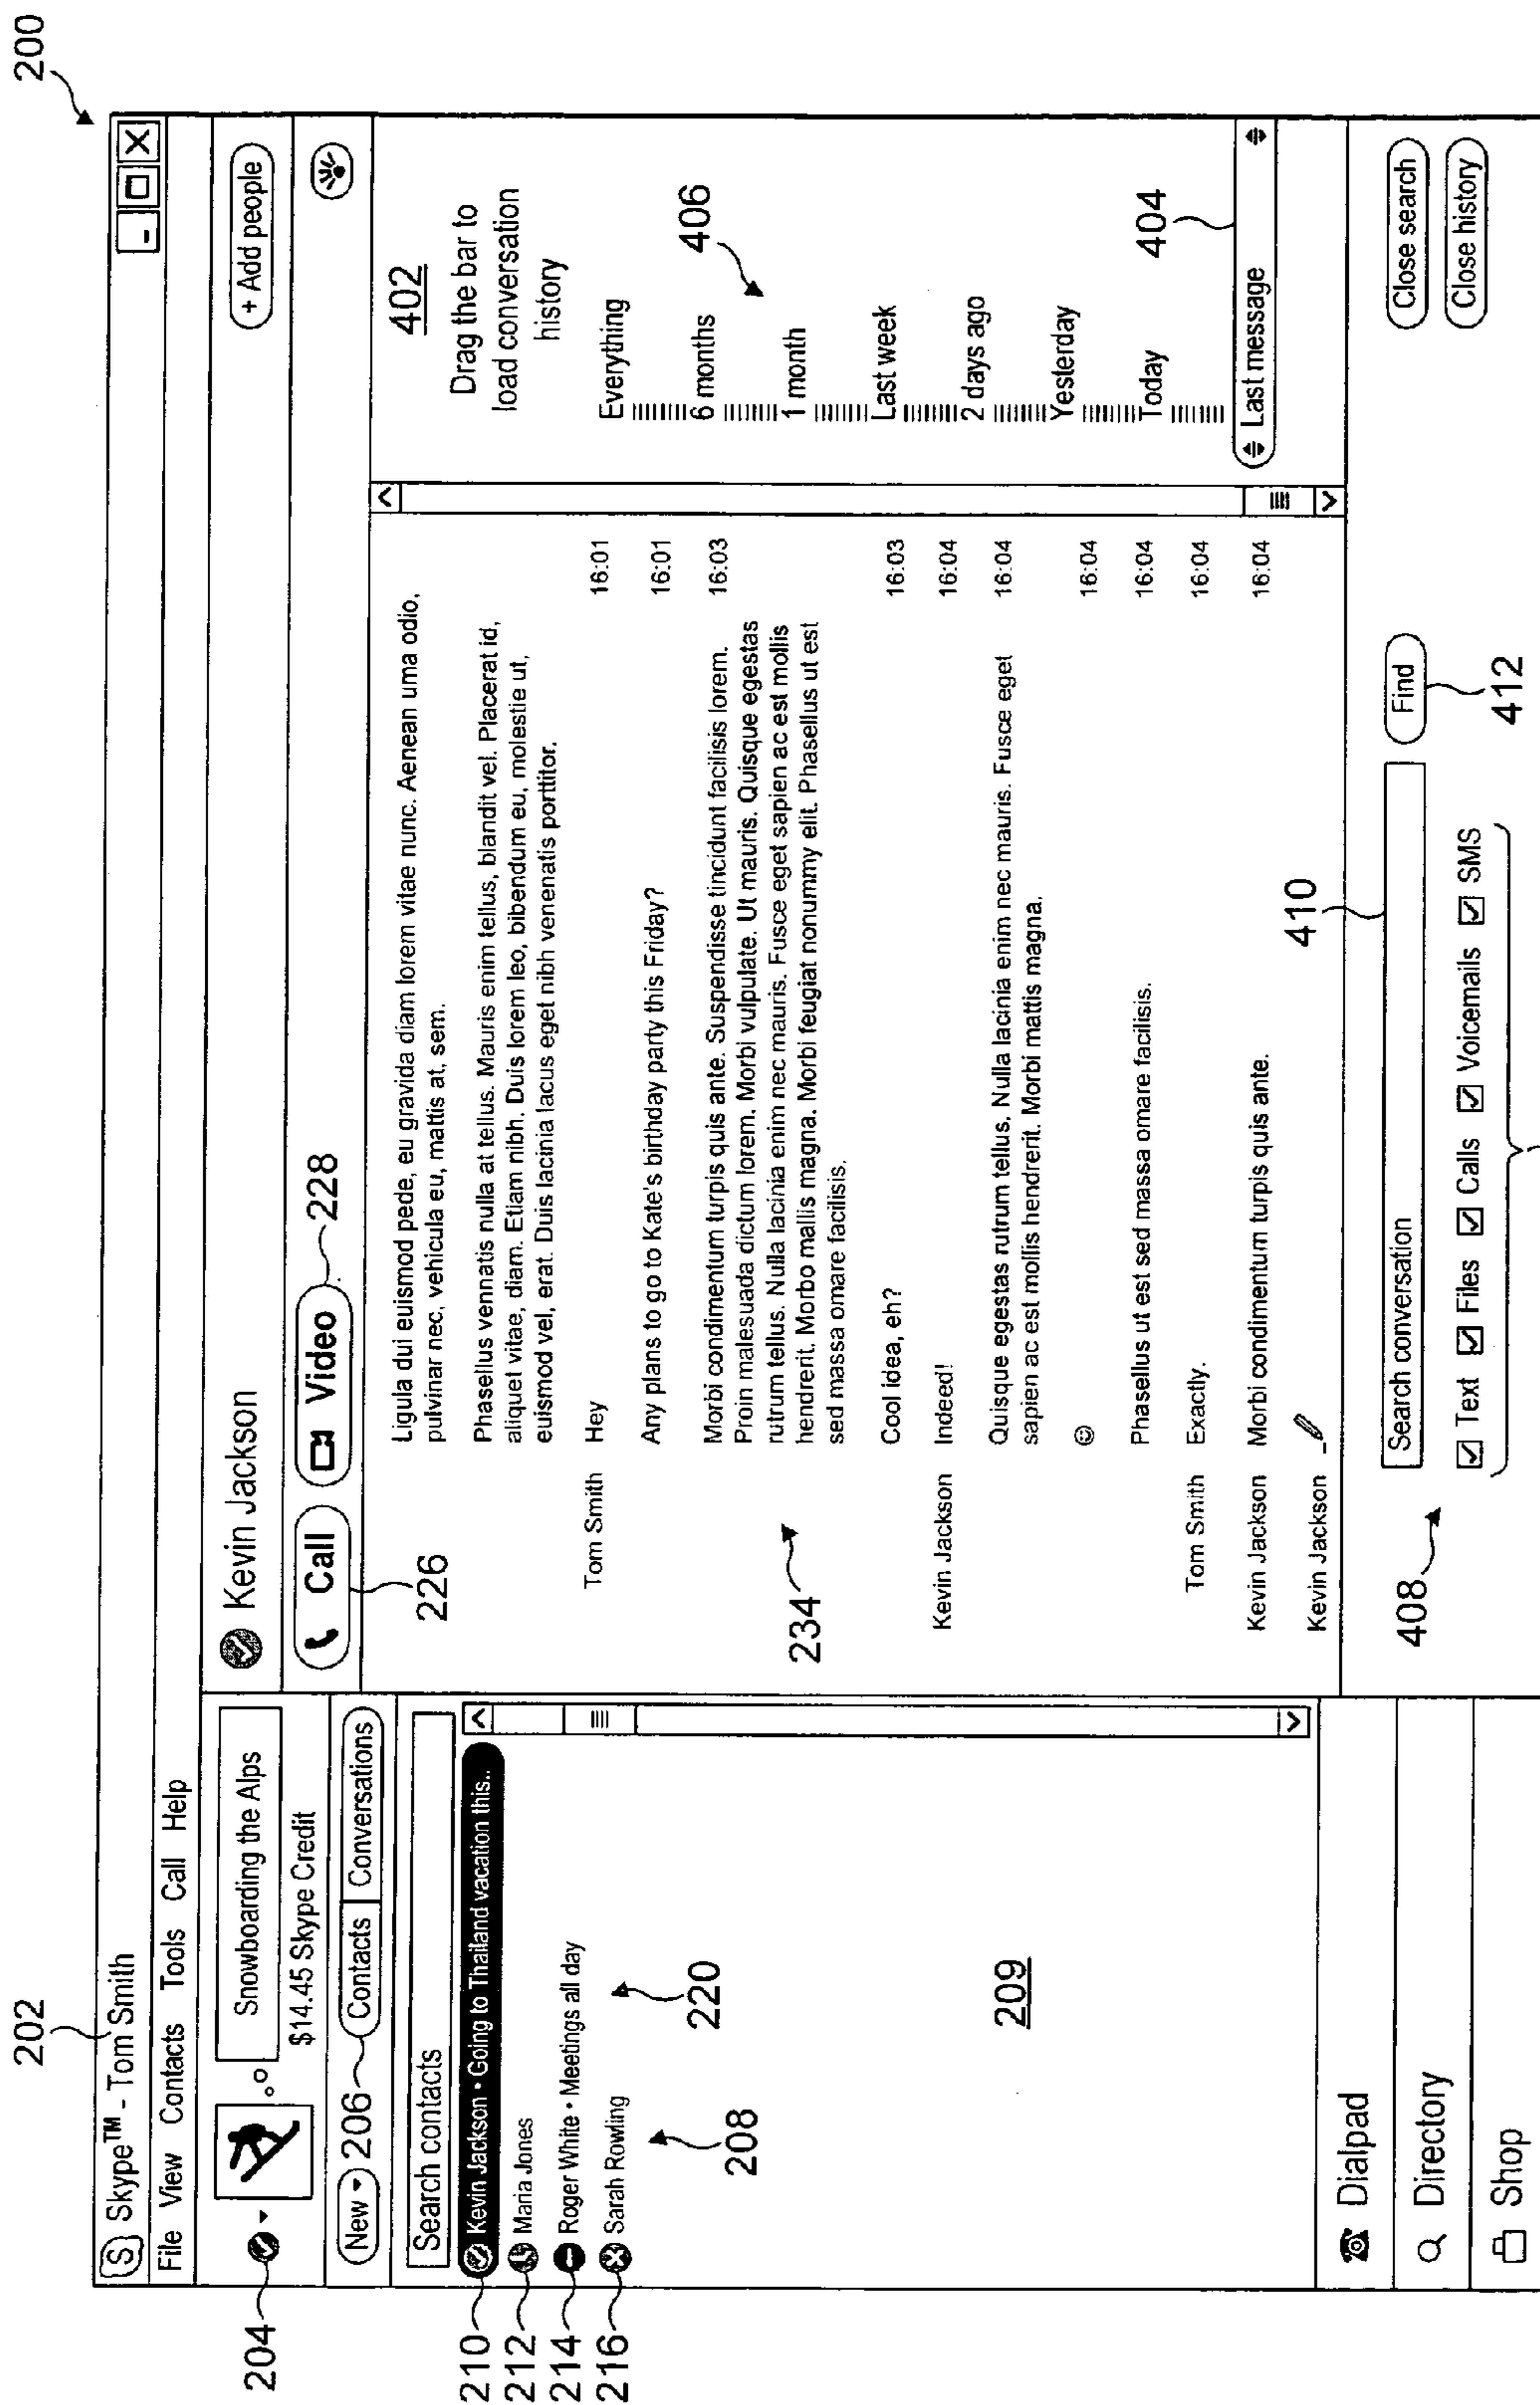 200
202
Skype™ - Tom Smith
File View Contacts Tools Call Help
204
Snowboarding the Alps
$14.45 Skype Credit
New
206
Contacts
Conversations
Search contacts
210
Kevin Jackson • Going to Thailand vacation this..
212
Maria Jones
214
Roger White • Meetings all day
216
Sarah Rowling
208
220
209
Dialpad
Directory
Shop
Kevin Jackson
+ Add people
Call
Video
228
226
Ligula dui euismod pede, eu gravida diam lorem vitae nunc. Aenean uma odio,
pulvinar nec, vehicula eu, mattis at, sem.
Phasellus vennatis nulla at tellus. Mauris enim tellus, blandit vel. Placerat id,
aliquet vitae, diam. Etiam nibh. Duis lorem leo, bibendum eu, molestie ut,
euismod vel, erat. Duis lacinia lacus eget nibh venenatis porttitor.
Tom Smith Hey 16:01
Any plans to go to Kate's birthday party this Friday? 16:01
Morbi condimentum turpis quis ante. Suspendisse tincidunt facilisis lorem. 16:03
Proin malesuada dictum lorem. Morbi vulputate. Ut mauris. Quisque egestas
rutrum tellus. Nulla lacinia enim nec mauris. Fusce eget sapien ac est mollis
hendrerit. Morbo mallis magna. Morbi feugiat nonummy elit. Phasellus ut est
sed massa omare facilisis.
234
Cool idea, eh? 16:03
Kevin Jackson Indeed! 16:04
Quisque egestas rutrum tellus. Nulla lacinia enim nec mauris. Fusce eget 16:04
sapien ac est mollis hendrerit. Morbi mattis magna.
☺ 16:04
Phasellus ut est sed massa omare facilisis. 16:04
Tom Smith Exactly. 16:04
Kevin Jackson Morbi condimentum turpis quis ante. 16:04
Kevin Jackson
402
Drag the bar to
load conversation
history
Everything
6 months
406
1 month
Last week
2 days ago
Yesterday
Today
404
Last message
408
410
Search conversation
Find
412
Text Files Calls Voicemails SMS
Close search
Close history